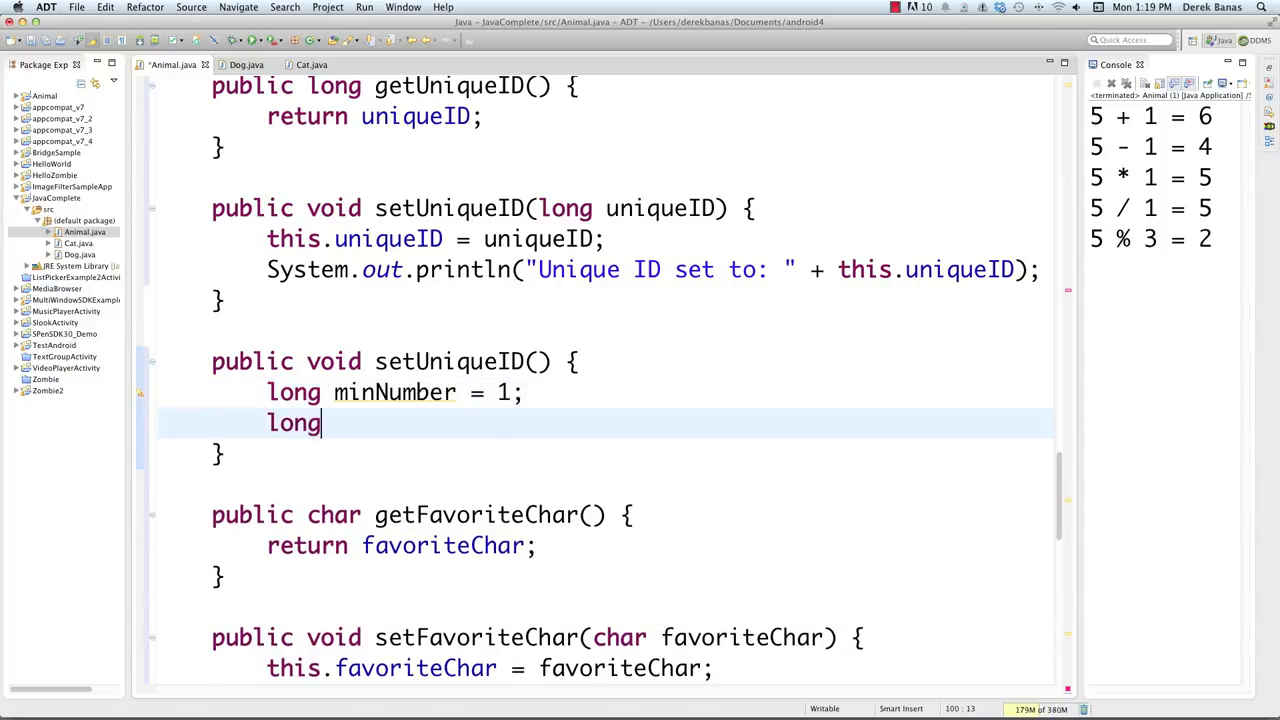 ADT File Edit Refactor Source Navigate Search Project Run Window Help 10 Mon 1:19 PM Derek Banas
Java – JavaComplete/src/Animal.java – ADT – /Users/derekbanas/Documents/android4
Quick Access Java DDMS
Package Exp
*Animal.java Dog.java Cat.java
Console
<terminated> Animal (1) [Java Application] /S
Animal
appcompat_v7
appcompat_v7_2
appcompat_v7_3
appcompat_v7_4
BridgeSample
HelloWorld
HelloZombie
ImageFilterSampleApp
JavaComplete
src
(default package)
Animal.java
Cat.java
Dog.java
JRE System Library [Ja
ListPickerExample2Activi
MediaBrowser
MultiWindowSDKExample
MusicPlayerActivity
SlookActivity
SPenSDK30_Demo
TestAndroid
TextGroupActivity
VideoPlayerActivity
Zombie
Zombie2
public long getUniqueID() {
return uniqueID;
}
public void setUniqueID(long uniqueID) {
this.uniqueID = uniqueID;
System.out.println("Unique ID set to: " + this.uniqueID);
}
public void setUniqueID() {
long minNumber = 1;
long
}
public char getFavoriteChar() {
return favoriteChar;
}
public void setFavoriteChar(char favoriteChar) {
this.favoriteChar = favoriteChar;
5 + 1 = 6
5 - 1 = 4
5 * 1 = 5
5 / 1 = 5
5 % 3 = 2
Writable Smart Insert 100 : 13 179M of 380M